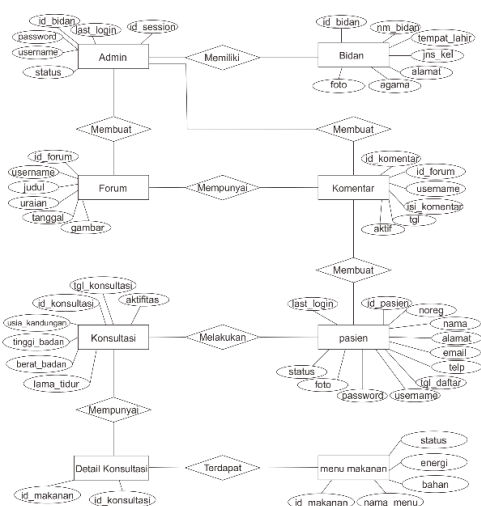 id_bidan
password
last_login
id_session
username
status
Admin
Memiliki
id_bidan
nm_bidan
tempat_lahir
jns_kel
alamat
agama
foto
Bidan
Membuat
Membuat
id_forum
username
judul
uraian
tanggal
gambar
Forum
Mempunyai
Komentar
id_komentar
id_forum
username
isi_komentar
tgl
aktif
Membuat
tgl_konsultasi
id_konsultasi
aktifitas
usia_kandungan
tinggi_badan
berat_badan
lama_tidur
Konsultasi
Melakukan
pasien
last_login
id_pasien
noreg
nama
alamat
email
telp
tgl_daftar
username
password
foto
status
Mempunyai
Detail Konsultasi
Terdapat
menu makanan
status
energi
bahan
id_makanan
id_konsultasi
id_makanan
nama_menu